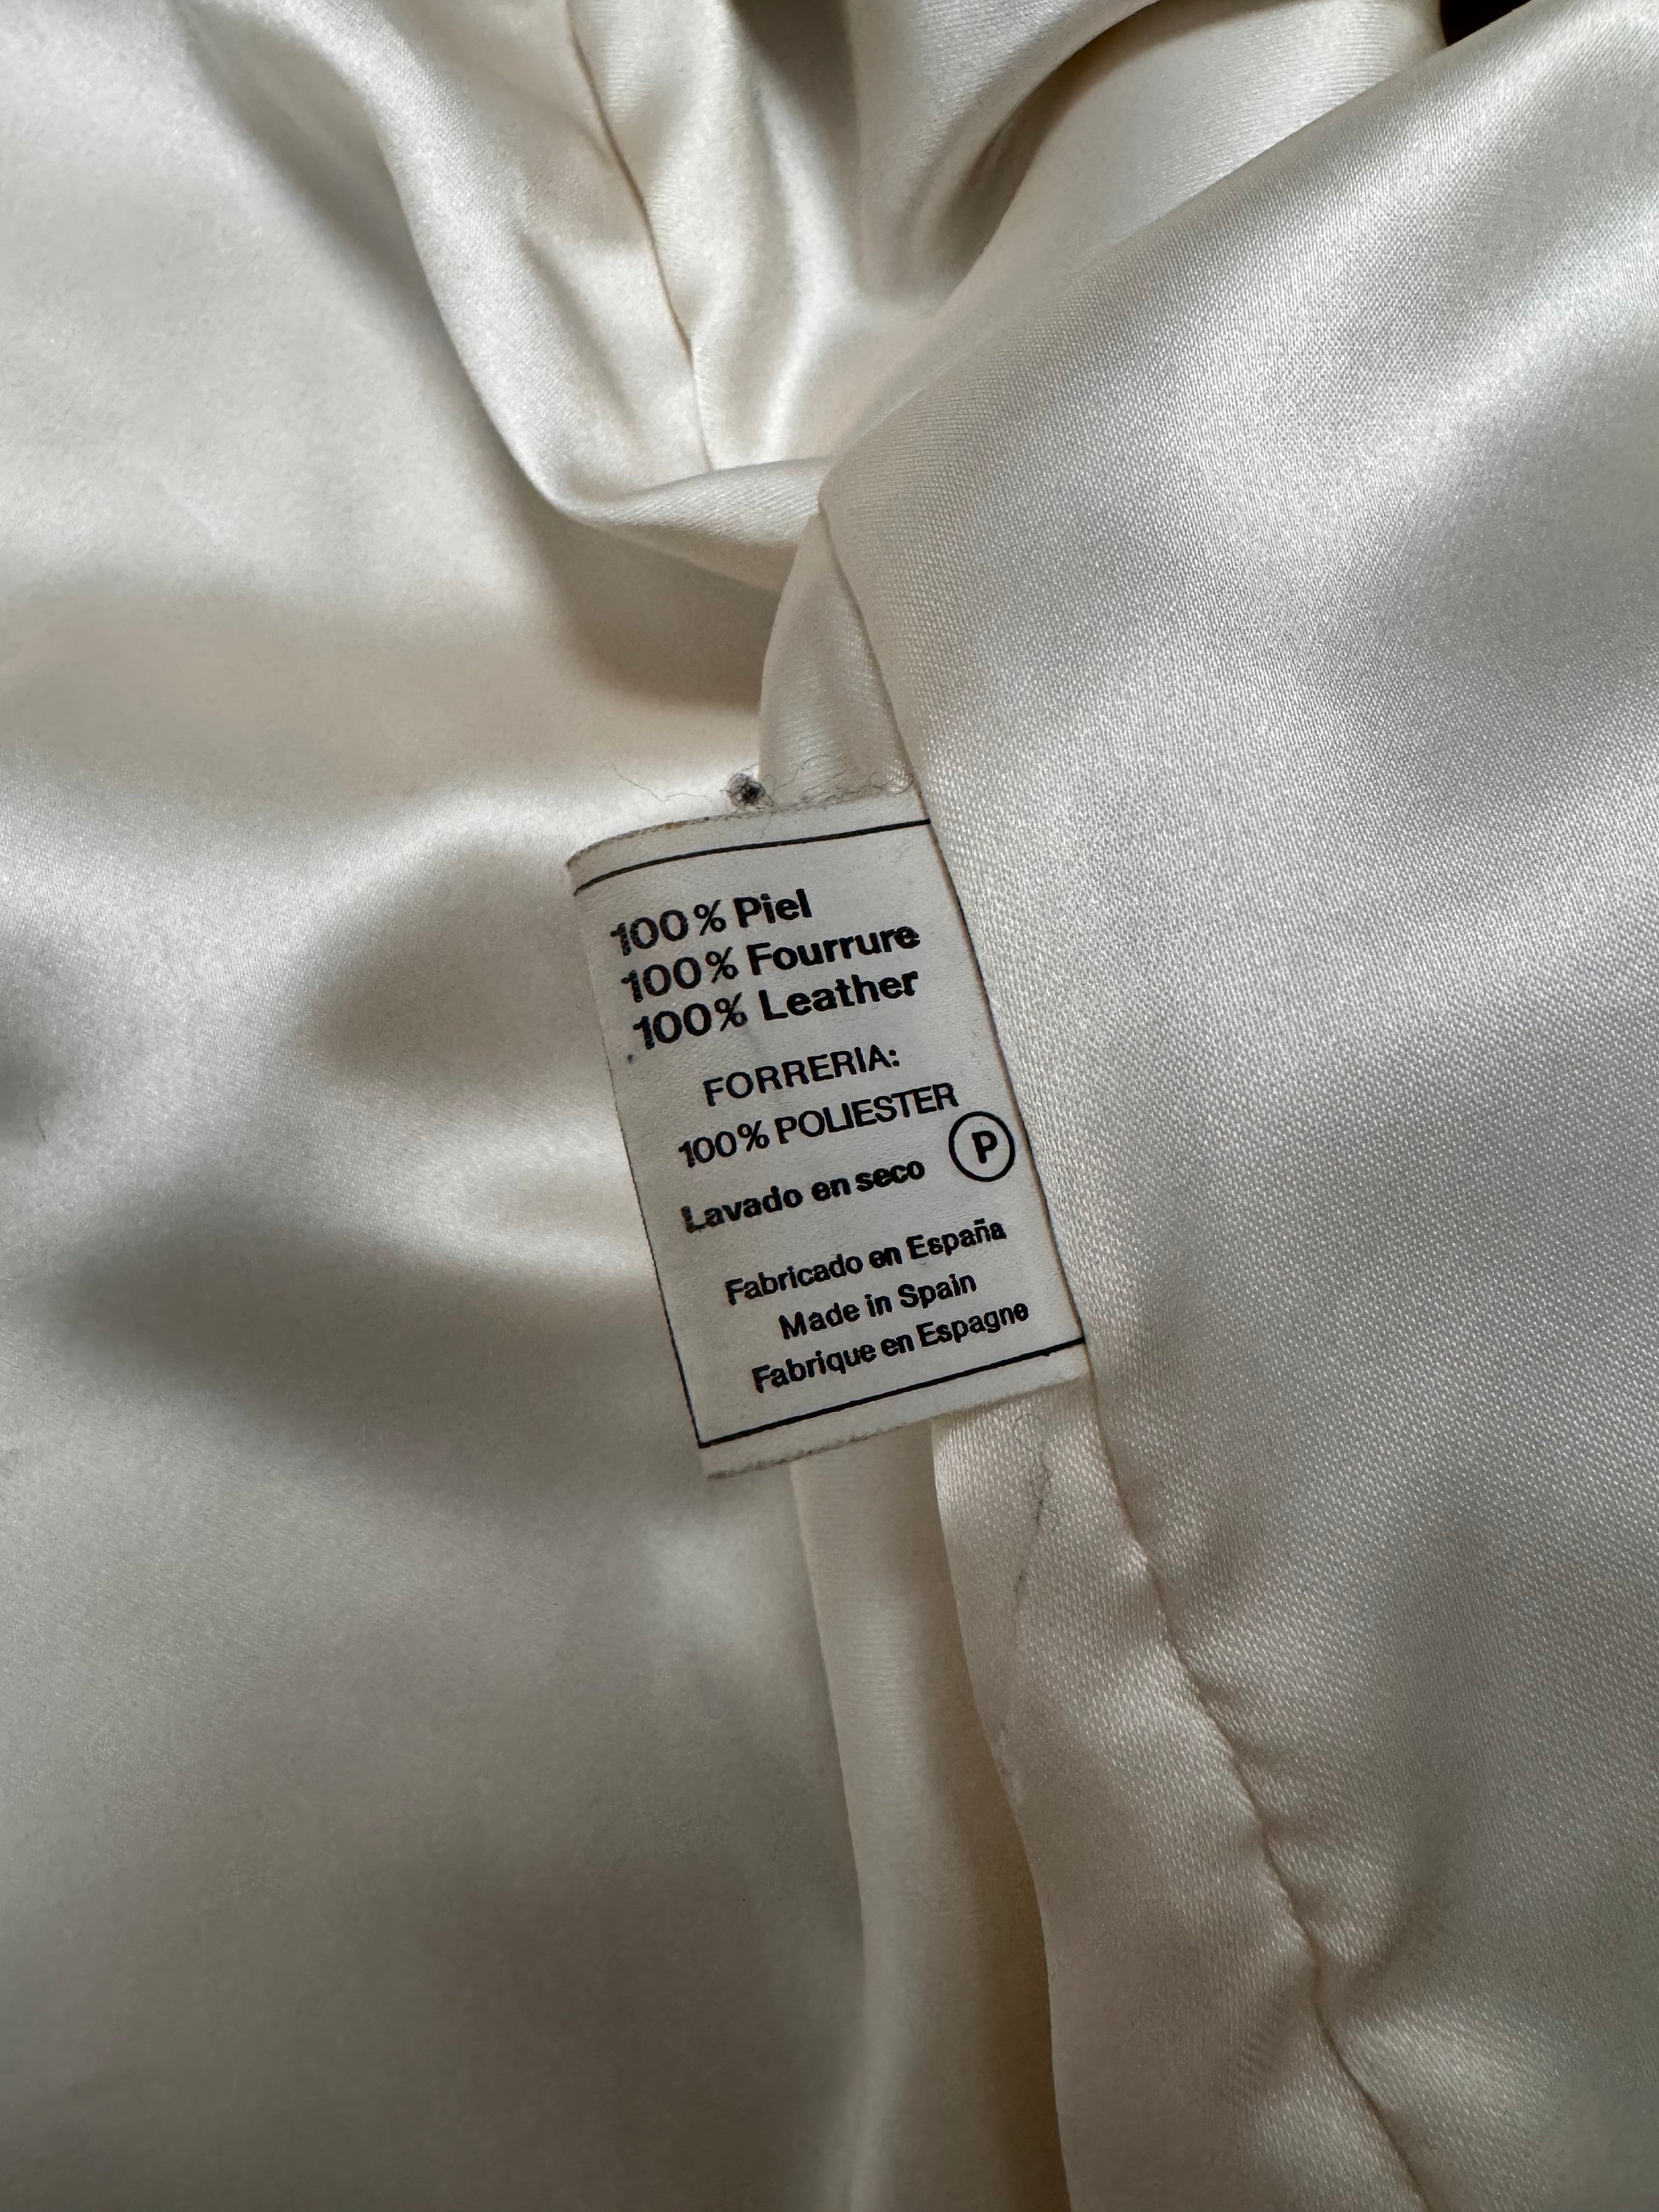 100% Piel
100% Fourrure
100% Leather
FORRERIA:
100% POLIESTER
Lavado en seco P
Fabricado en España
Made in Spain
Fabrique en Espagne